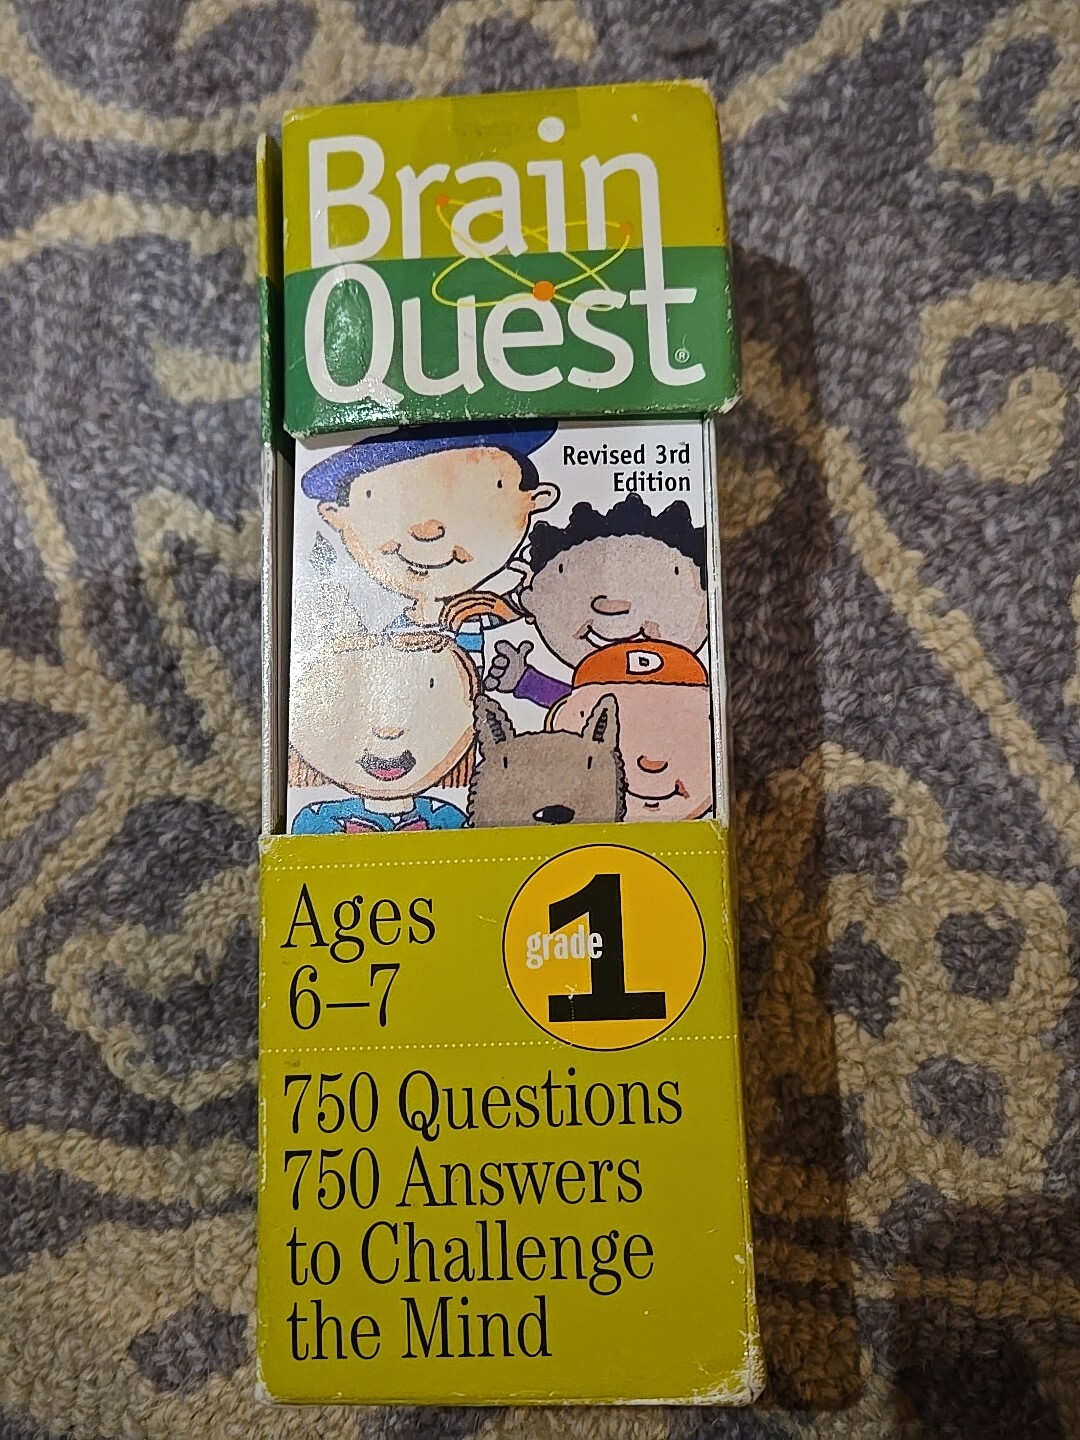 Brain
Quest®
Revised 3rd
Edition
D
Ages
6–7
grade 1
750 Questions
750 Answers
to Challenge
the Mind